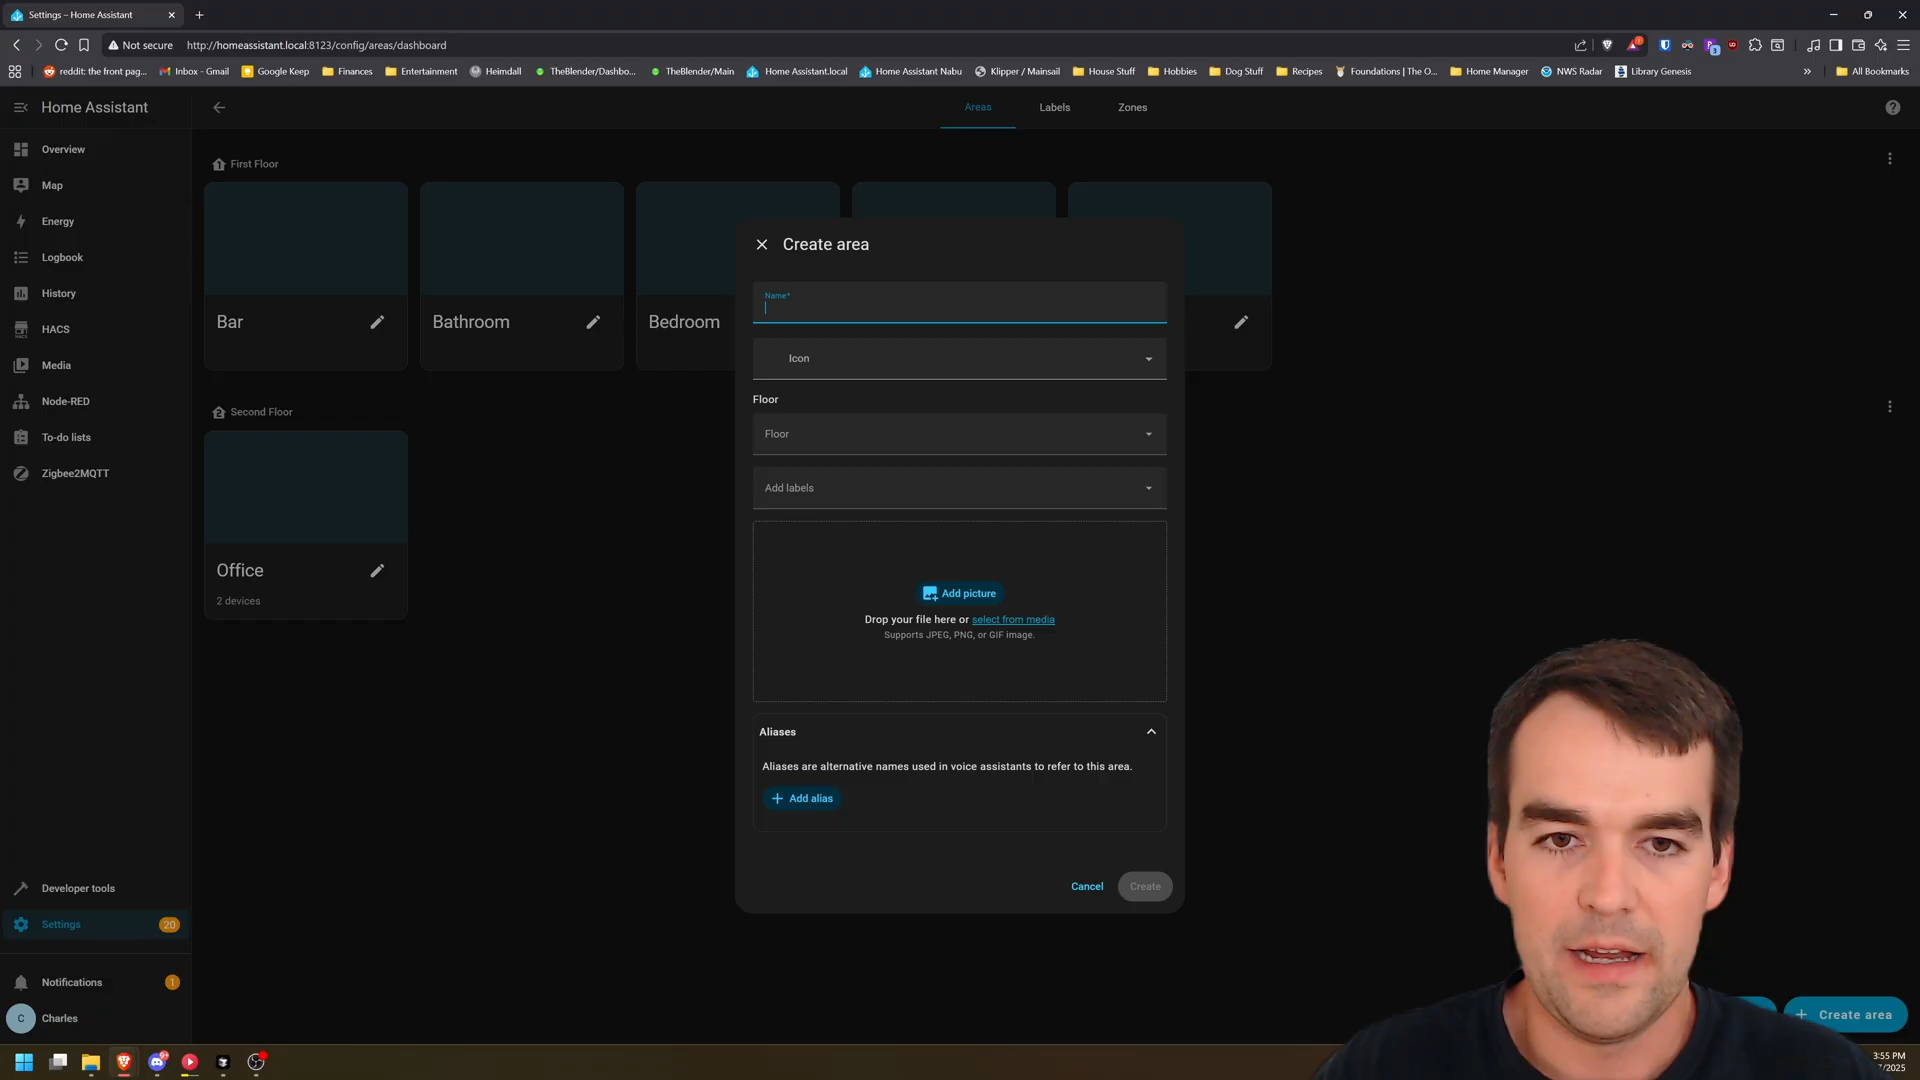 Settings – Home Assistant
Not secure
http://homeassistant.local:8123/config/areas/dashboard
reddit: the front pag...
Inbox - Gmail
Google Keep
Finances
Entertainment
Heimdall
TheBlender/Dashbo...
TheBlender/Main
Home Assistant.local
Home Assistant Nabu
Klipper / Mainsail
House Stuff
Hobbies
Dog Stuff
Recipes
Foundations | The O...
Home Manager
NWS Radar
Library Genesis
All Bookmarks
Home Assistant
Areas
Labels
Zones
Overview
Map
Energy
Logbook
History
HACS
Media
Node-RED
To-do lists
Zigbee2MQTT
Developer tools
Settings
20
Notifications
1
C
Charles
First Floor
Bar
Bathroom
Bedroom
Second Floor
Office
2 devices
Create area
Name*
Icon
Floor
Floor
Add labels
Add picture
Drop your file here or select from media
Supports JPEG, PNG, or GIF image.
Aliases
Aliases are alternative names used in voice assistants to refer to this area.
Add alias
Cancel
Create
Create area
3:55 PM
7/2025